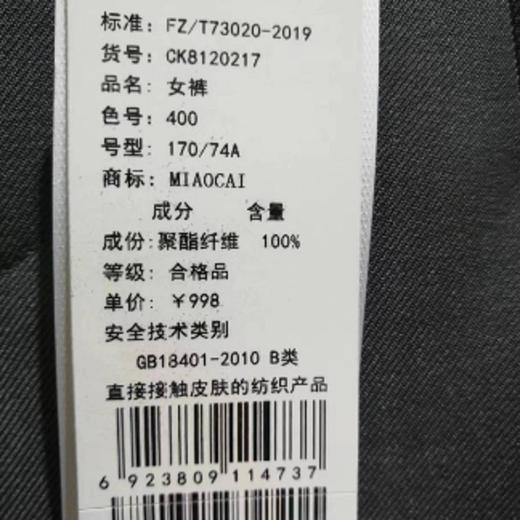 标准: FZ/T73020-2019
货号: CK8120217
品名: 女裤
色号: 400
号型: 170/74A
商标: MIAOCAI
成分 含量
成份: 聚酯纤维 100%
等级: 合格品
单价: ￥998
安全技术类别
GB18401-2010 B类
直接接触皮肤的纺织产品
6 923809 114737